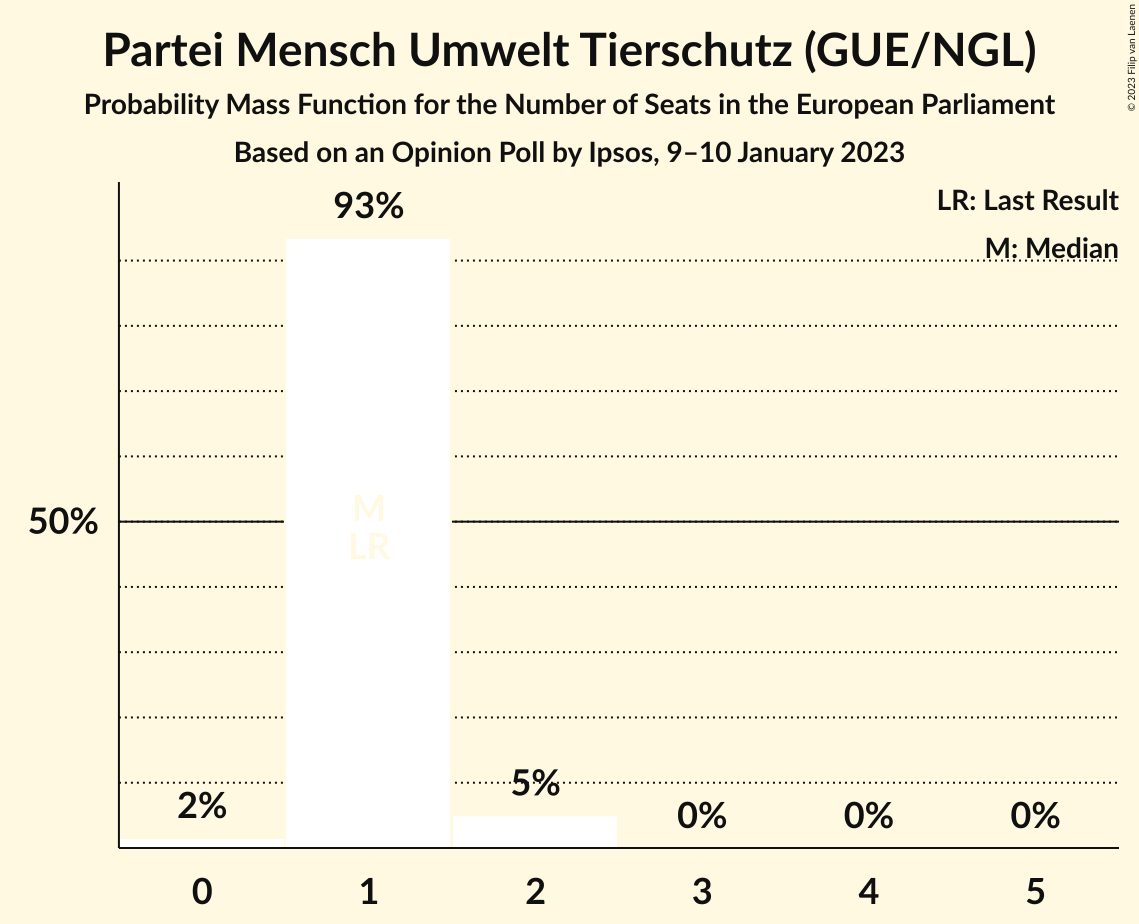 Partei Mensch Umwelt Tierschutz (GUE/NGL)
Probability Mass Function for the Number of Seats in the European Parliament
Based on an Opinion Poll by Ipsos, 9–10 January 2023
© 2023 Filip van Laenen
LR: Last Result
M: Median
93%
50%
M
LR
2%
5%
0%
0%
0%
0
1
2
3
4
5